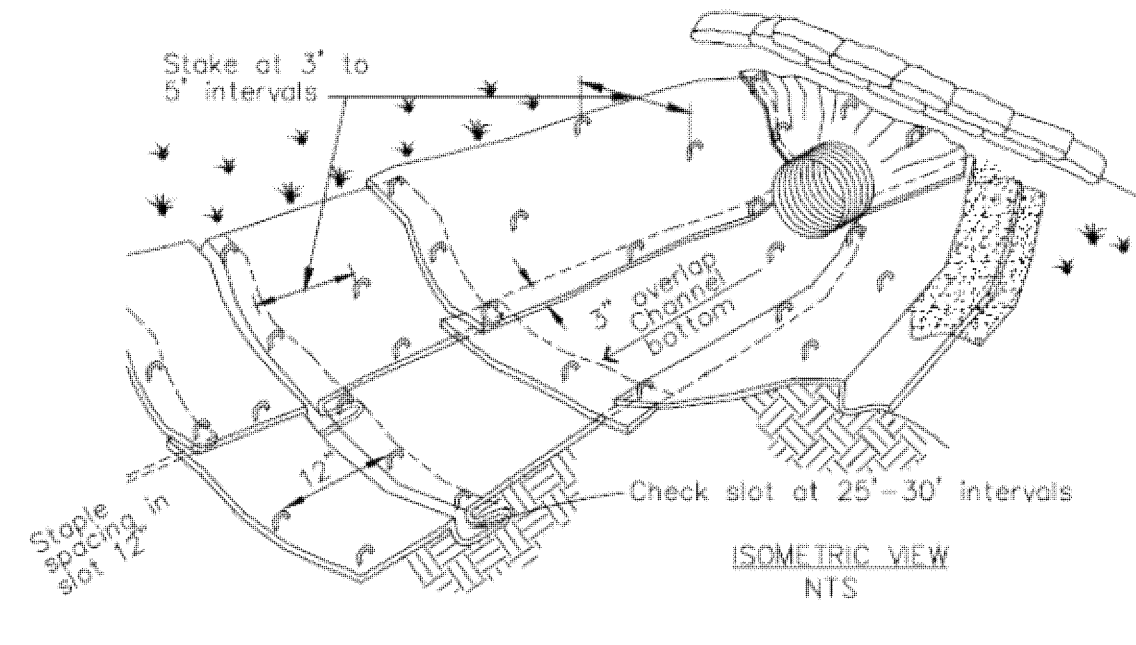 Stake at 3' to
5' intervals
3" overlap
Channel
bottom
12"
Staple
spacing in
slot 12"
Check slot at 25'-30' intervals
ISOMETRIC VIEW
NTS